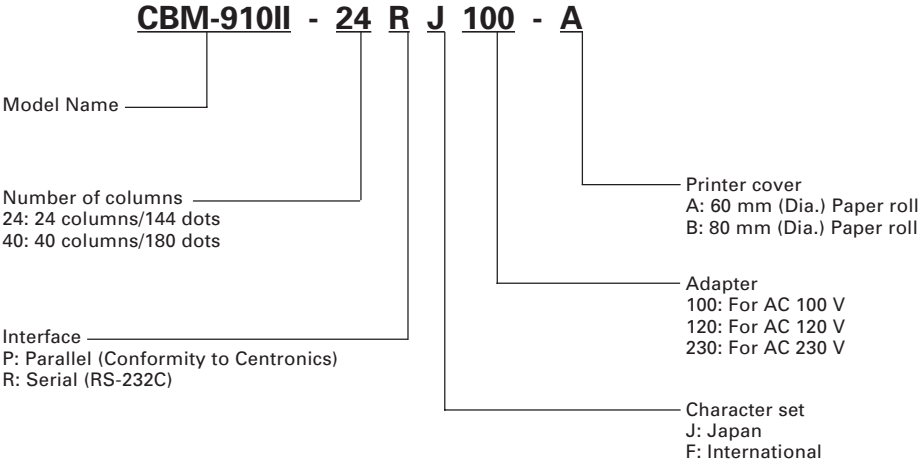 CBM-910II - 24 R J 100 - A
Model Name
Number of columns
24: 24 columns/144 dots
40: 40 columns/180 dots
Interface
P: Parallel (Conformity to Centronics)
R: Serial (RS-232C)
Printer cover
A: 60 mm (Dia.) Paper roll
B: 80 mm (Dia.) Paper roll
Adapter
100: For AC 100 V
120: For AC 120 V
230: For AC 230 V
Character set
J: Japan
F: International